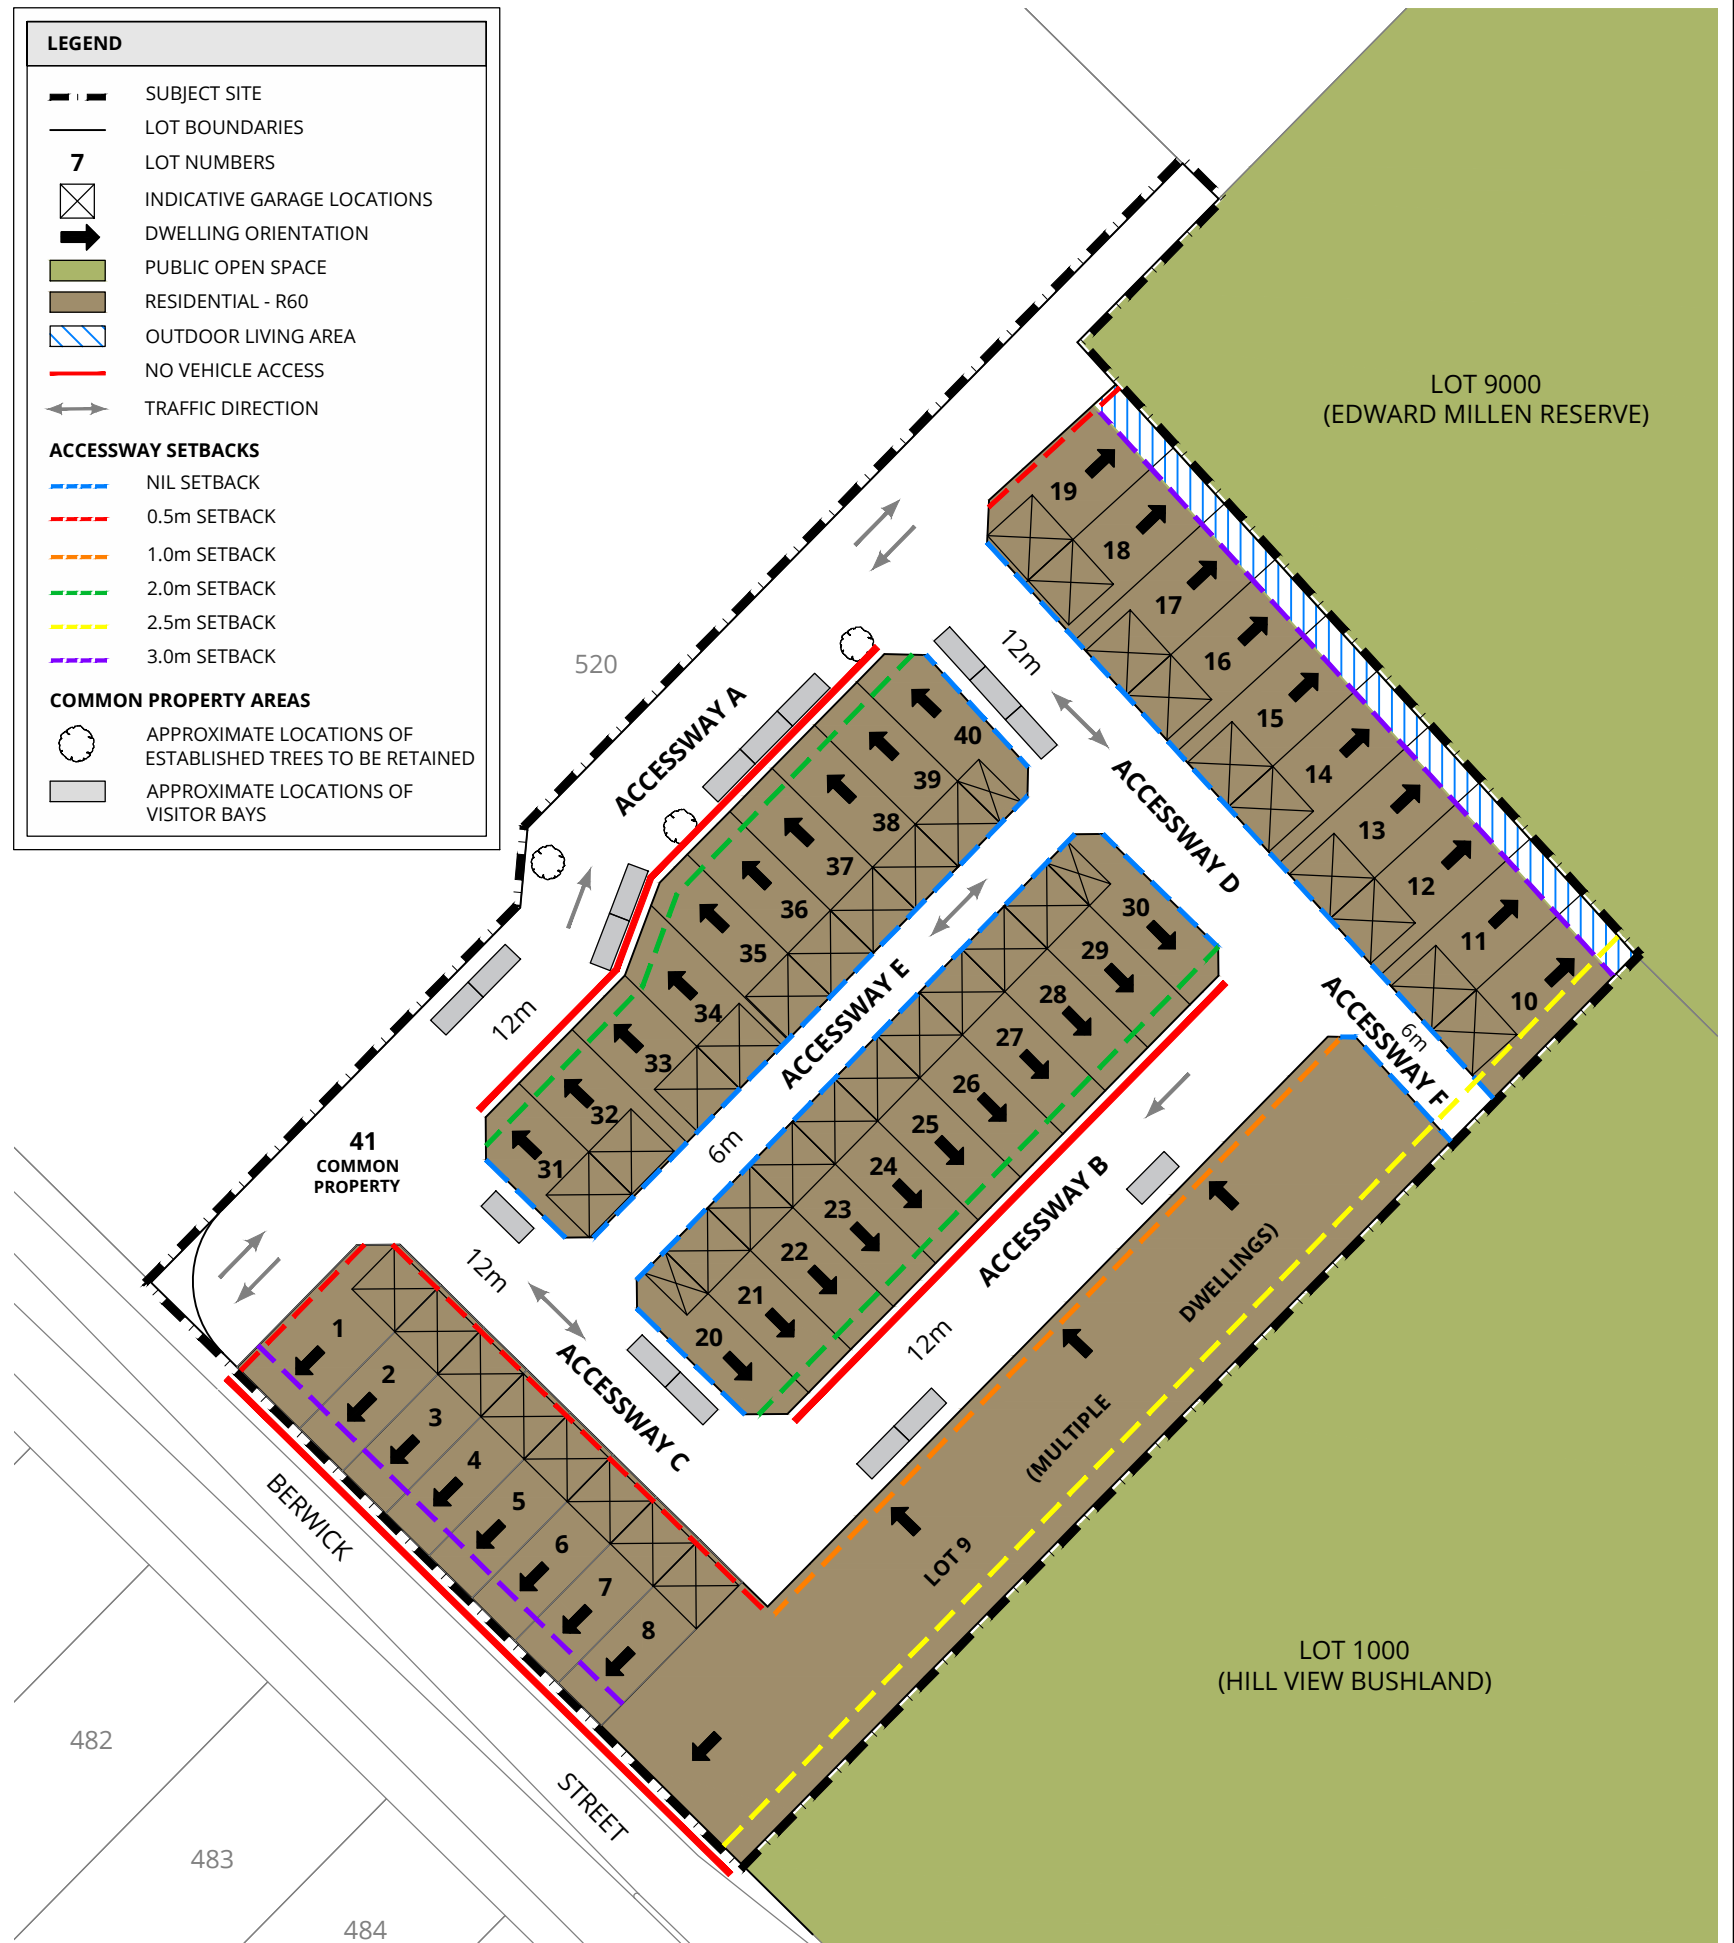 LEGEND
SUBJECT SITE
LOT BOUNDARIES
7
LOT NUMBERS
INDICATIVE GARAGE LOCATIONS
DWELLING ORIENTATION
PUBLIC OPEN SPACE
RESIDENTIAL - R60
OUTDOOR LIVING AREA
NO VEHICLE ACCESS
TRAFFIC DIRECTION
ACCESSWAY SETBACKS
NIL SETBACK
0.5m SETBACK
1.0m SETBACK
2.0m SETBACK
2.5m SETBACK
3.0m SETBACK
COMMON PROPERTY AREAS
APPROXIMATE LOCATIONS OF
ESTABLISHED TREES TO BE RETAINED
APPROXIMATE LOCATIONS OF
VISITOR BAYS
LOT 9000
(EDWARD MILLEN RESERVE)
520
19
18
17
16
15
14
13
12
11
10
12m
ACCESSWAY A
ACCESSWAY D
40
39
38
37
36
35
34
33
32
31
12m
ACCESSWAY E
6m
30
29
28
27
26
25
24
23
22
21
20
ACCESSWAY F
6m
41
COMMON
PROPERTY
12m
ACCESSWAY C
ACCESSWAY B
12m
1
2
3
4
5
6
7
8
LOT 9
(MULTIPLE
DWELLINGS)
LOT 1000
(HILL VIEW BUSHLAND)
BERWICK
STREET
482
483
484